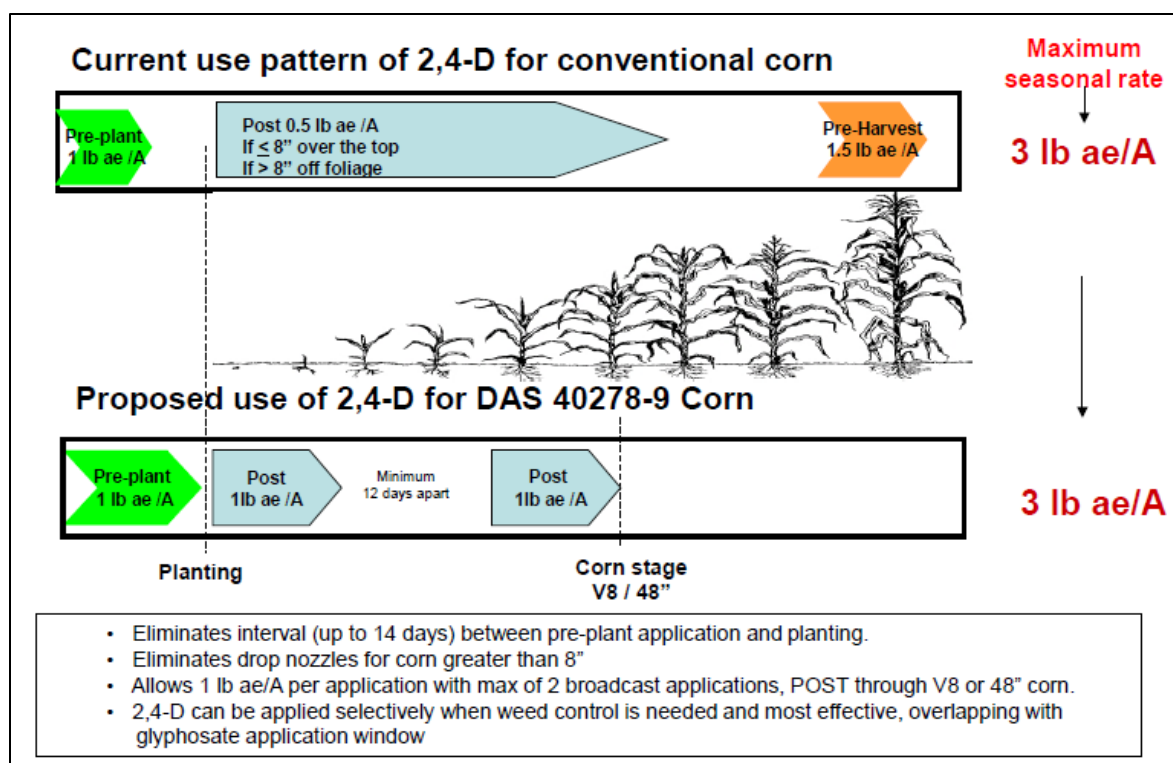 Current use pattern of 2,4-D for conventional corn
Maximum
seasonal rate
Pre-plant
1 lb ae /A
Post 0.5 lb ae /A
If ≤ 8” over the top
If > 8” off foliage
Pre-Harvest
1.5 lb ae /A
3 lb ae/A
Proposed use of 2,4-D for DAS 40278-9 Corn
Pre-plant
1 lb ae /A
Post
1lb ae /A
Minimum
12 days apart
Post
1lb ae /A
3 lb ae/A
Planting
Corn stage
V8 / 48”
• Eliminates interval (up to 14 days) between pre-plant application and planting.
• Eliminates drop nozzles for corn greater than 8”
• Allows 1 lb ae/A per application with max of 2 broadcast applications, POST through V8 or 48” corn.
• 2,4-D can be applied selectively when weed control is needed and most effective, overlapping with
glyphosate application window